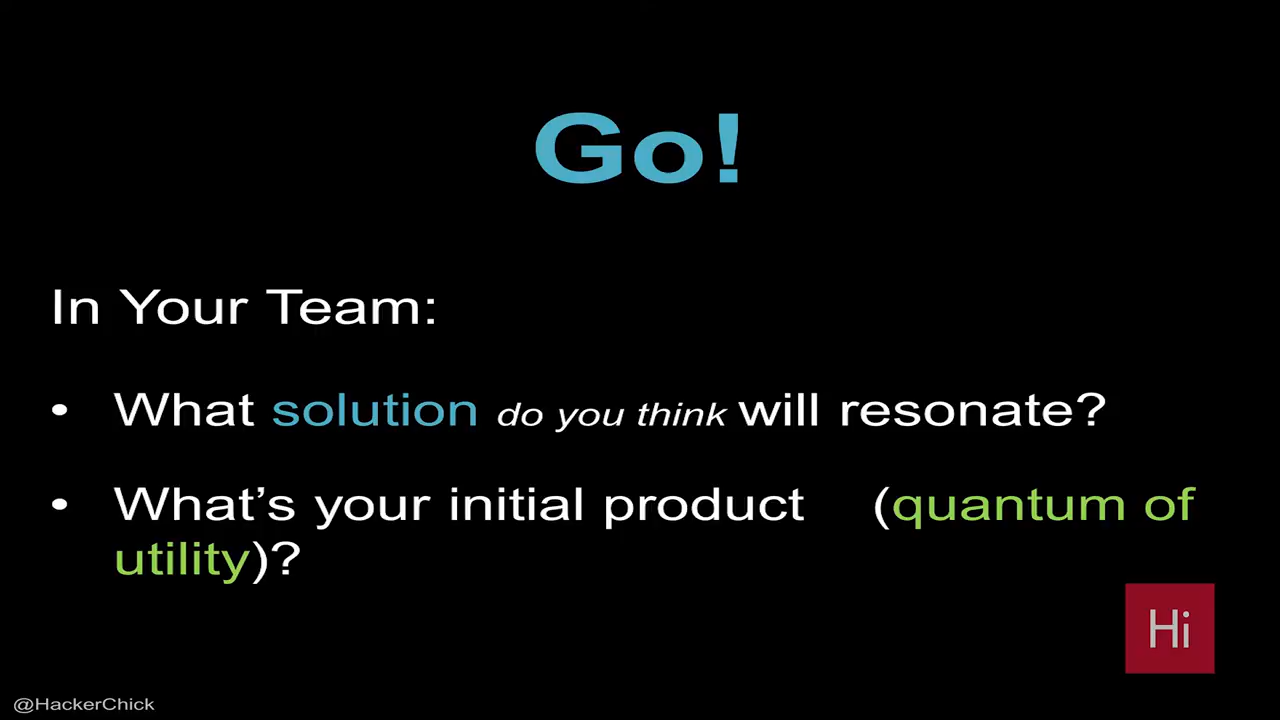 Go!
In Your Team:
• What solution do you think will resonate?
• What’s your initial product (quantum of
utility)?
Hi
@HackerChick